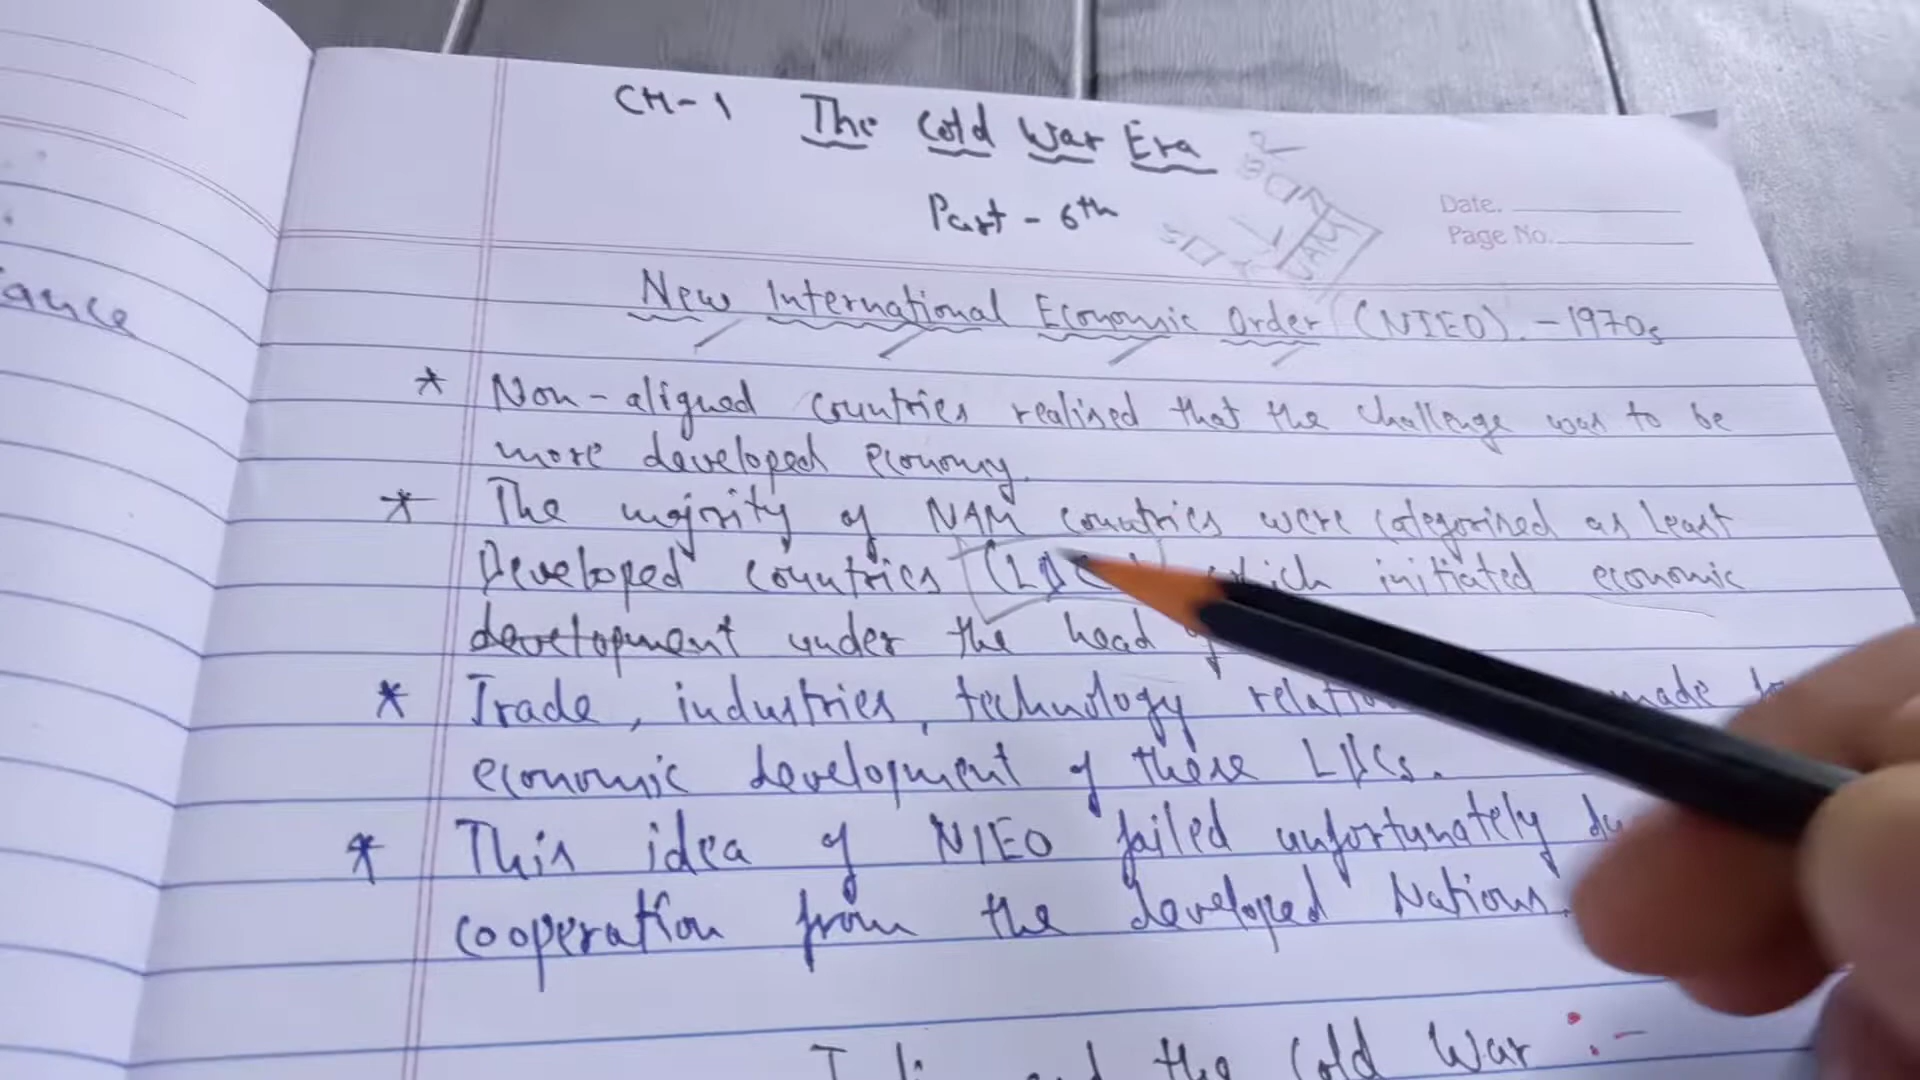 CH-1 The Cold War Era
Part - 6th
Date.
Page No.
New International Economic Order (NIEO). - 1970s
* Non-aligned countries realised that the challenge was to be
more developed economy.
* The majority of NAM countries were categorised as Least
Developed countries (LDC which initiated economic
development under the head
* Trade, industries, technology made
economic development of these LDCs.
* This idea of NIEO failed unfortunately
cooperation from the developed Nations.
the Cold War :-